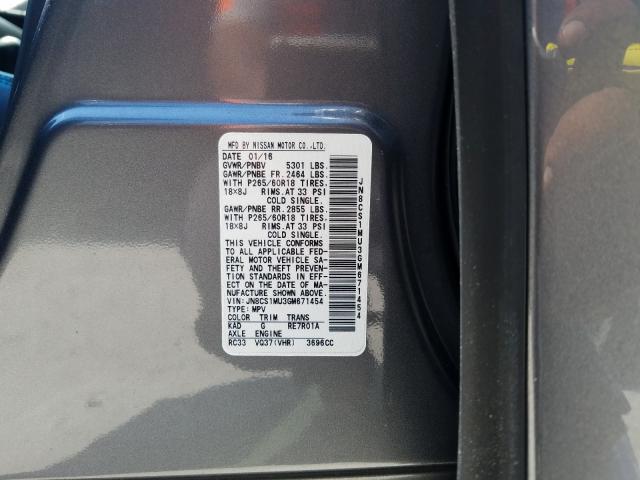 MFD BY NISSAN MOTOR CO.,LTD.
DATE 01/16
GVWR/PNBV 5301 LBS.
GAWR/PNBE FR. 2464 LBS.
WITH P265/60R18 TIRES,
18×8J RIMS.AT 33 PSI
COLD SINGLE.
GAWR/PNBE RR. 2855 LBS.
WITH P265/60R18 TIRES,
18×8J RIMS.AT 33 PSI
COLD SINGLE.
THIS VEHICLE CONFORMS
TO ALL APPLICABLE FED-
ERAL MOTOR VEHICLE SA-
FETY AND THEFT PREVEN-
TION STANDARDS IN EFF-
ECT ON THE DATE OF MA-
NUFACTURE SHOWN ABOVE.
VIN: JN8CS1MU3GM671454
TYPE: MPV
COLOR TRIM TRANS
KAD G RE7R01A
AXLE ENGINE
RC33 VQ37(VHR) 3696CC
JN8CS1MU3GM671454